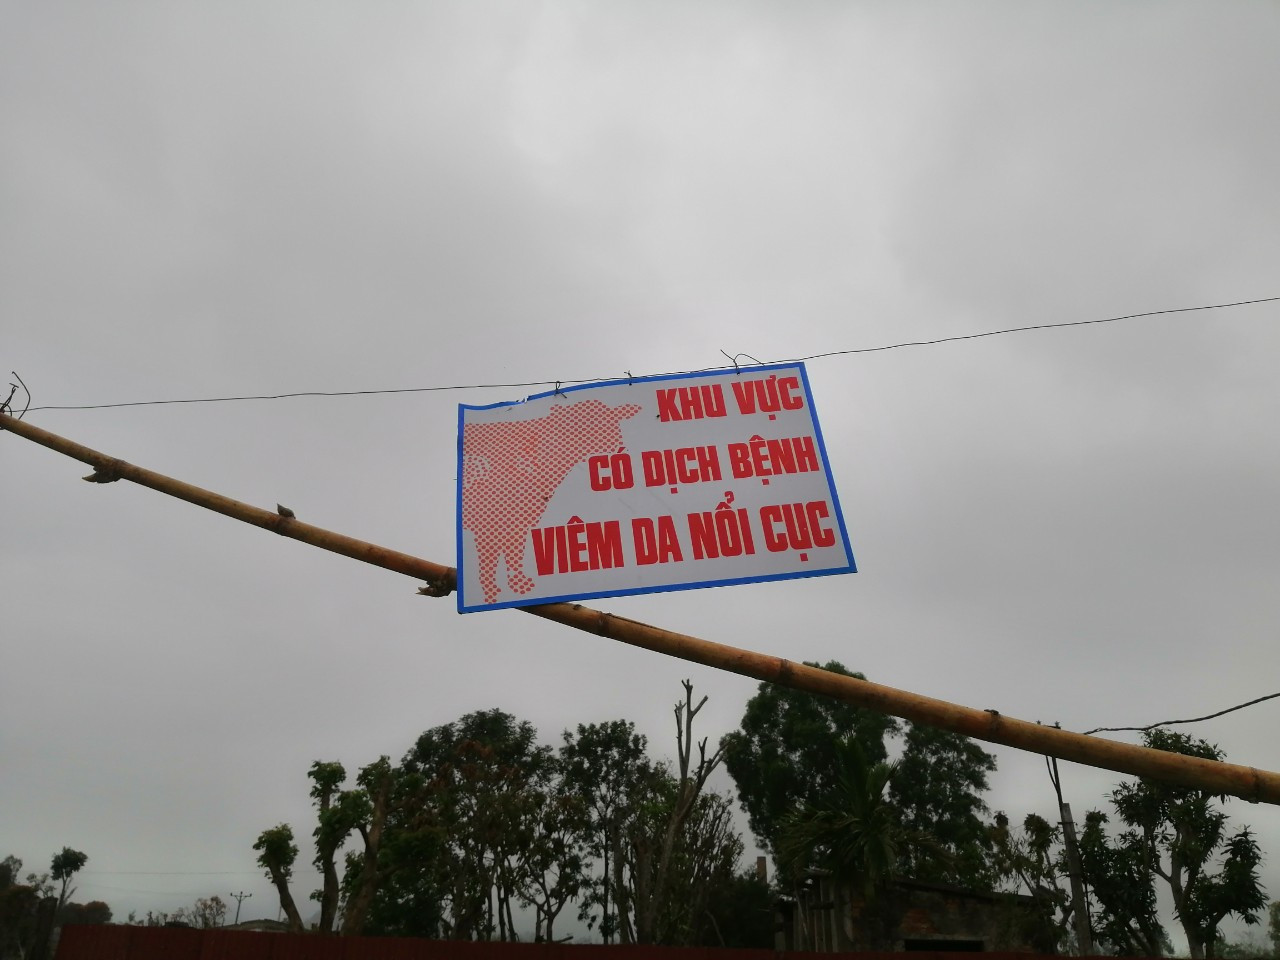 KHU VỰC
CÓ DỊCH BỆNH
VIÊM DA NỔI CỤC